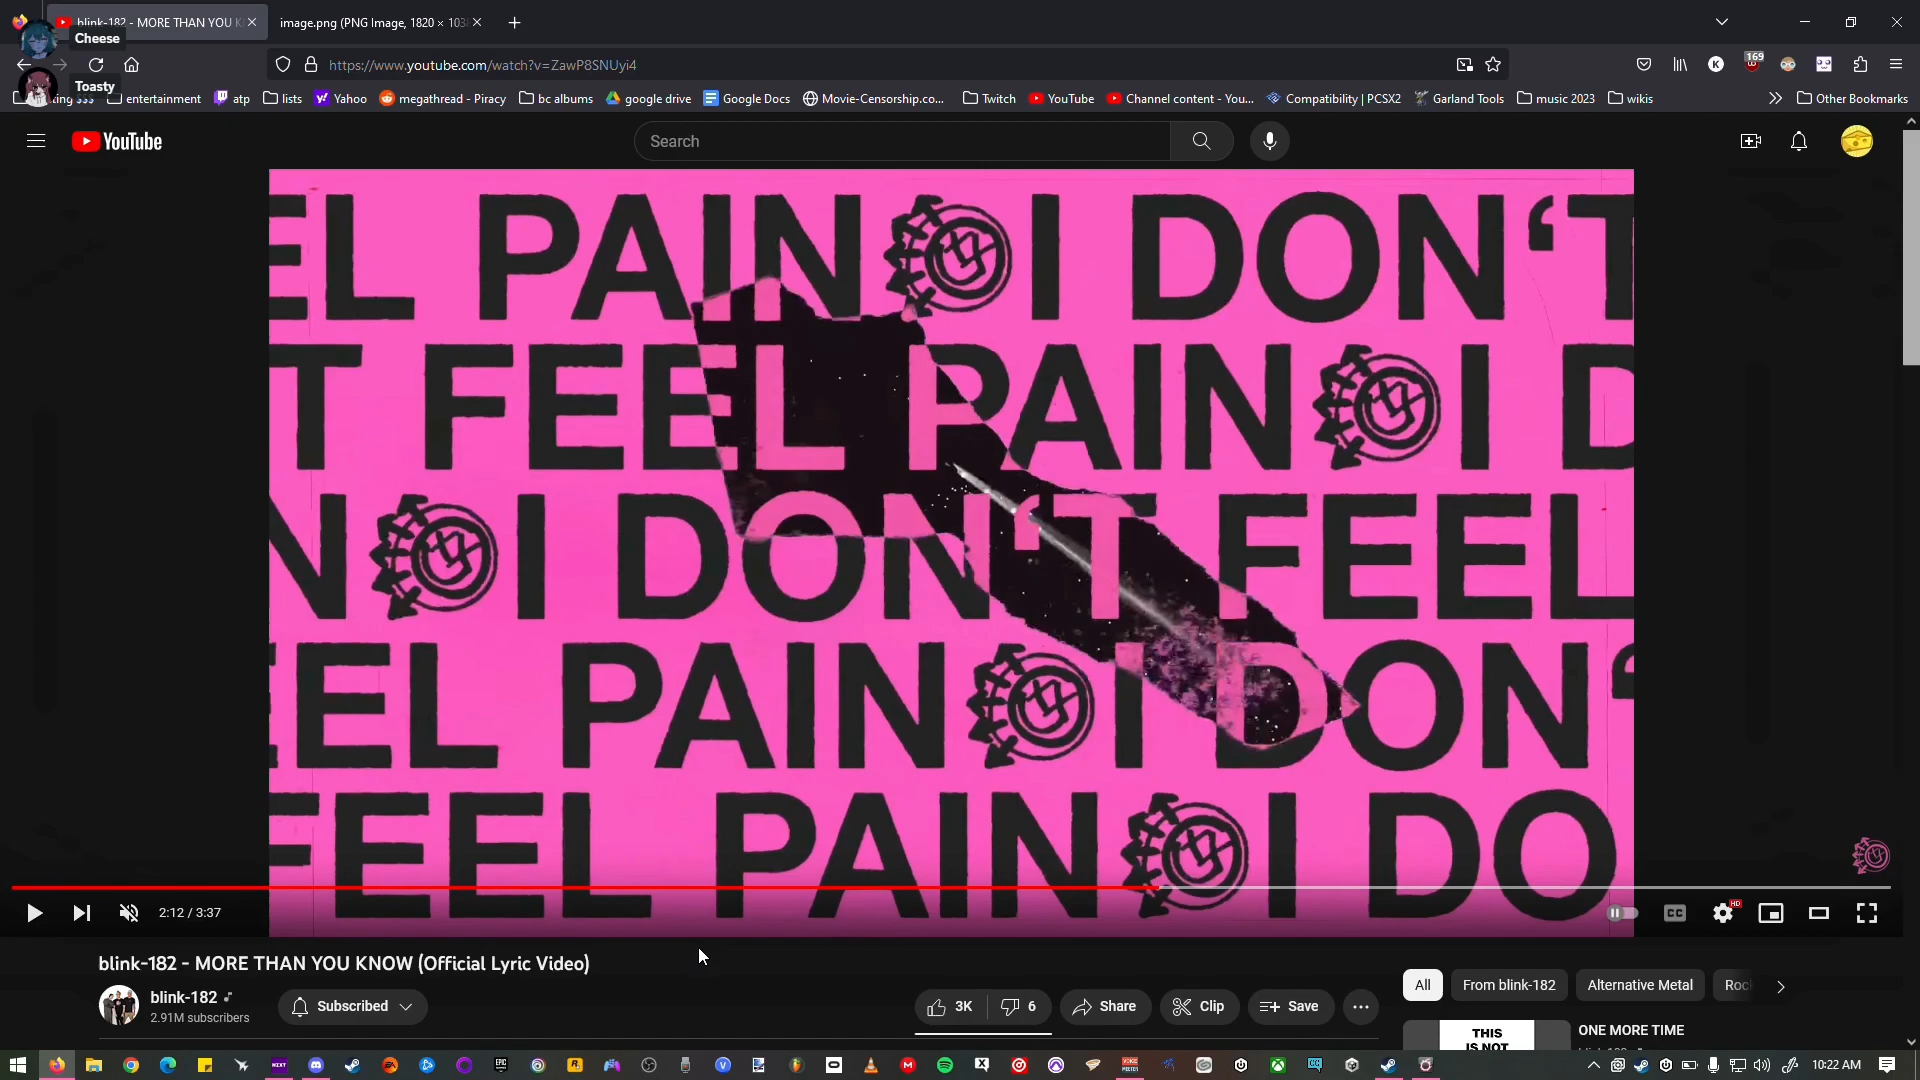 blink-182 - MORE THAN YOU K
image.png (PNG Image, 1820 × 103
Cheese
https://www.youtube.com/watch?v=ZawP8SNUyi4
169
Toasty
entertainment
atp
lists
Yahoo
megathread - Piracy
bc albums
google drive
Google Docs
Movie-Censorship.co...
Twitch
YouTube
Channel content - You...
Compatibility | PCSX2
Garland Tools
music 2023
wikis
Other Bookmarks
YouTube
Search
EL PAIN I DON‘T
T FEEL PAIN I D
N I DON‘T FEEL
EEL PAIN I DON‘
FEEL PAIN I DO
2:12 / 3:37
CC
HD
blink-182 - MORE THAN YOU KNOW (Official Lyric Video)
blink-182
2.91M subscribers
Subscribed
3K
6
Share
Clip
Save
All
From blink-182
Alternative Metal
Roc
THIS
IS NOT
ONE MORE TIME
10:22 AM